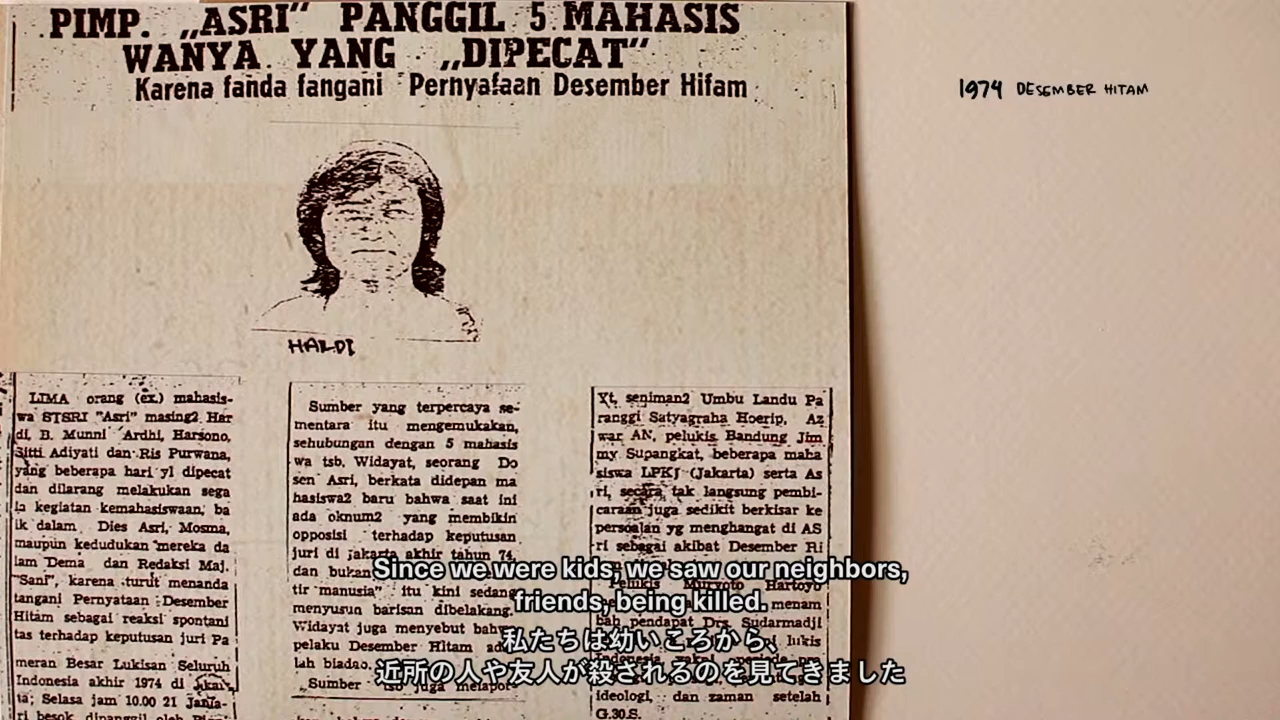 PIMP. „ASRI” PANGGIL 5 MAHASIS
WANYA YANG „DIPECAT”
Karena fanda fangani Pernyafaan Desember Hifam
1974 DESEMBER HITAM
HARDI
LIMA orang (ex.) mahasis-
wa STSRI "Asri" masing2 Har
di, B. Munni Ardhi, Harsono,
Sitti Adiyati dan Ris Purwana,
yang beberapa hari yl dipecat
dan dilarang melakukan sega
la kegiatan kemahasiswaan, ba
ik dalam Dies Asri, Mosma,
maupun kedudukan mereka da
lam Dema dan Redaksi Maj.
"Sani", karena turut menanda
tangani Pernyataan Desember
Hitam sebagai reaksi spontani
tas terhadap keputusan juri Pa
meran Besar Lukisan Seluruh
Indonesia akhir 1974 di Jakar
ta; Selasa jam 10.00 21 Janua-
ri besok dipanggil oleh
Sumber yang terpercaya se-
mentara itu mengemukakan,
sehubungan dengan 5 mahasis
wa tsb. Widayat, seorang Do
sen Asri, berkata didepan ma
hasiswa2 baru bahwa saat ini
ada oknum2 yang membikin
opposisi terhadap keputusan
juri di jakarta akhir tahun 74,
dan bukan
tir "manusia" itu kini sedang
menyusun barisan dibelakang.
Widayat juga menyebut bahwa
pelaku Desember Hitam ada
lah biadab.
Sumber tsb juga melapor-
Yt. seniman2 Umbu Landu Pa
ranggi Satyagraha Hoerip, Az
war AN, pelukis Bandung Jim
my Supangkat, beberapa maha
siswa LPKJ (Jakarta) serta As
ri, secara tak langsung pembi-
caraan juga sedikit berkisar ke
persoalan yg menghangat di AS
RI sebagai akibat Desember Hi
Pelukis Muryoto Hartoyo
menam
bah pendapat Drs. Sudarmadji
lukis
Indonesia
ideologi, dan zaman setelah
G.30.S.
Since we were kids, we saw our neighbors,
friends, being killed.
私たちは幼いころから、
近所の人や友人が殺されるのを見てきました